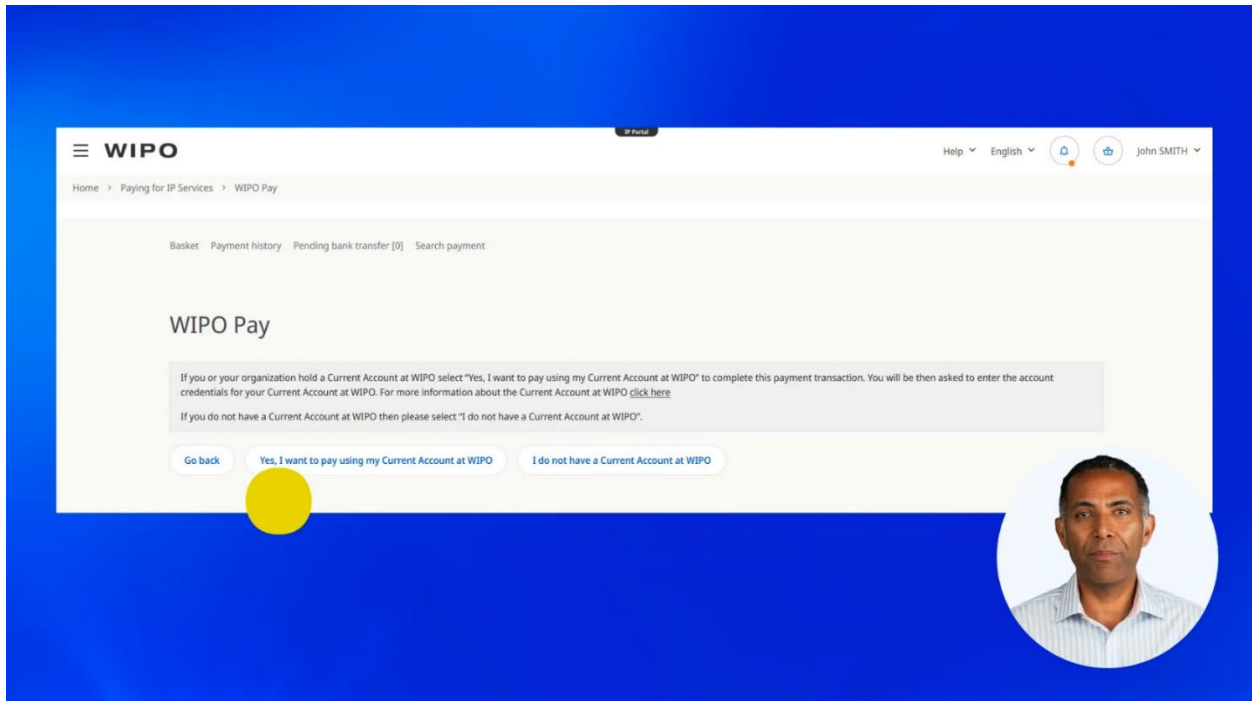 IP Portal
WIPO
Help English John SMITH
Home > Paying for IP Services > WIPO Pay
Basket Payment history Pending bank transfer [0] Search payment
WIPO Pay
If you or your organization hold a Current Account at WIPO select "Yes, I want to pay using my Current Account at WIPO" to complete this payment transaction. You will be then asked to enter the account
credentials for your Current Account at WIPO. For more information about the Current Account at WIPO click here
If you do not have a Current Account at WIPO then please select "I do not have a Current Account at WIPO".
Go back Yes, I want to pay using my Current Account at WIPO I do not have a Current Account at WIPO